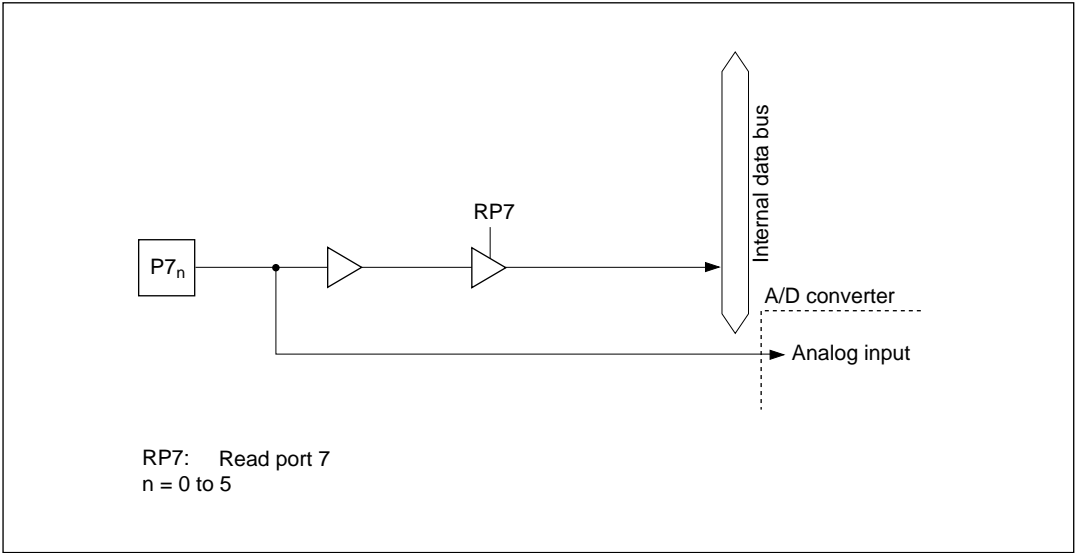 Internal data bus
RP7
P7n
A/D converter
Analog input
RP7: Read port 7
n = 0 to 5